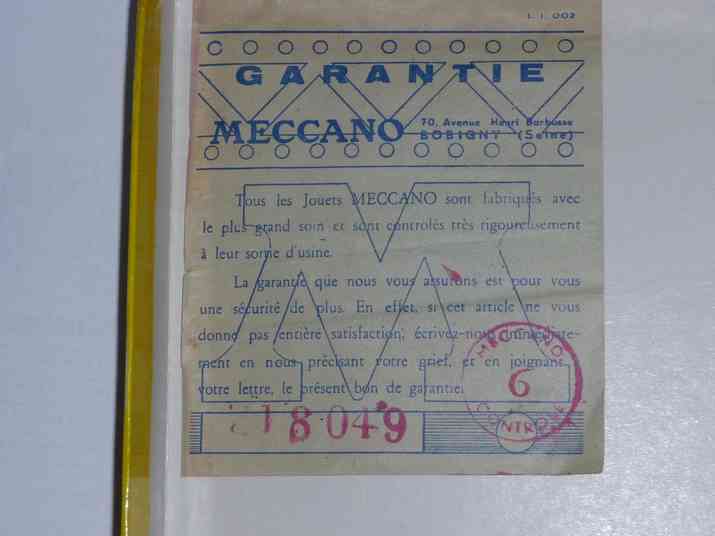 I. I. 002
GARANTIE
MECCANO
70, Avenue Henri Barbusse
BOBIGNY (Seine)
Tous les Jouets MECCANO sont fabriqués avec
le plus grand soin et sont contrôlés très rigoureusement
à leur sortie d'usine.
La garantie que nous vous assurons est pour vous
une sécurité de plus. En effet, si cet article ne vous
donne pas entière satisfaction, écrivez-nous immédiate-
ment en nous précisant votre grief, et en joignant
votre lettre, le présent bon de garantie.
MECCANO
6
CONTROLE
18049